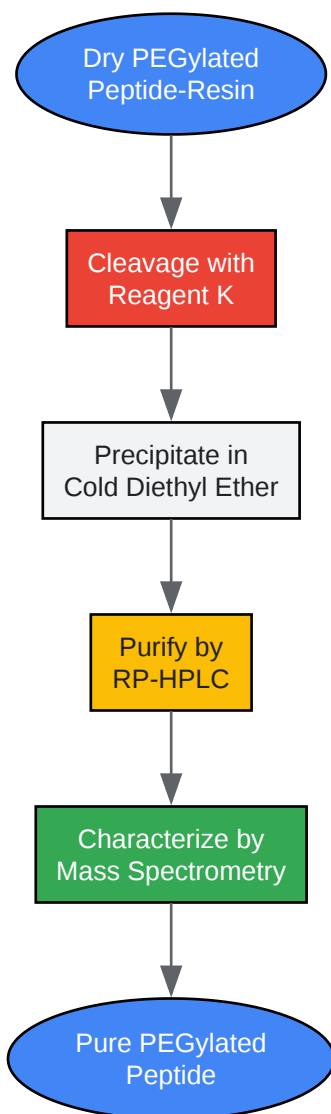 Dry PEGylated
Peptide-Resin
Cleavage with
Reagent K
Precipitate in
Cold Diethyl Ether
Purify by
RP-HPLC
Characterize by
Mass Spectrometry
Pure PEGylated
Peptide